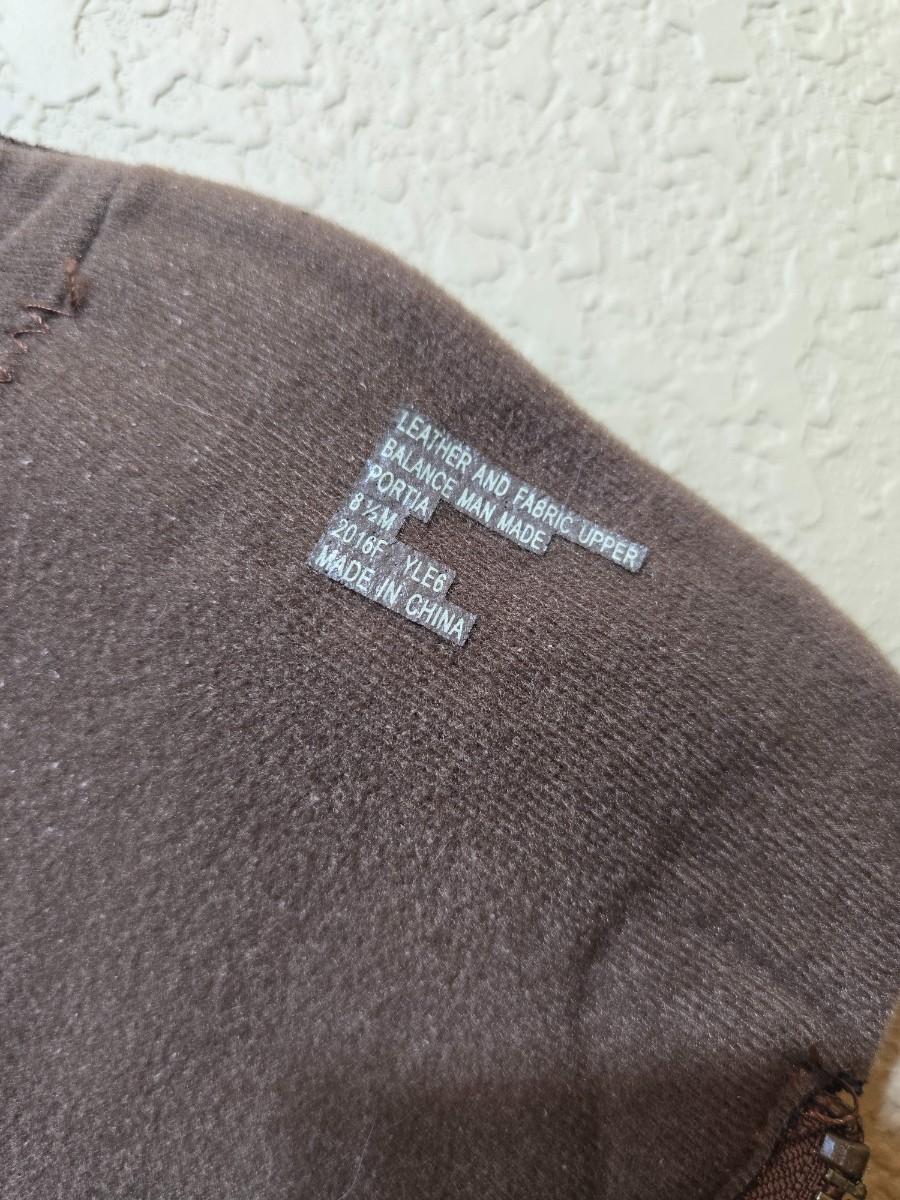 LEATHER AND FABRIC UPPER
BALANCE MAN MADE
PORTIA
8 ½M
2016F YLE6
MADE IN CHINA